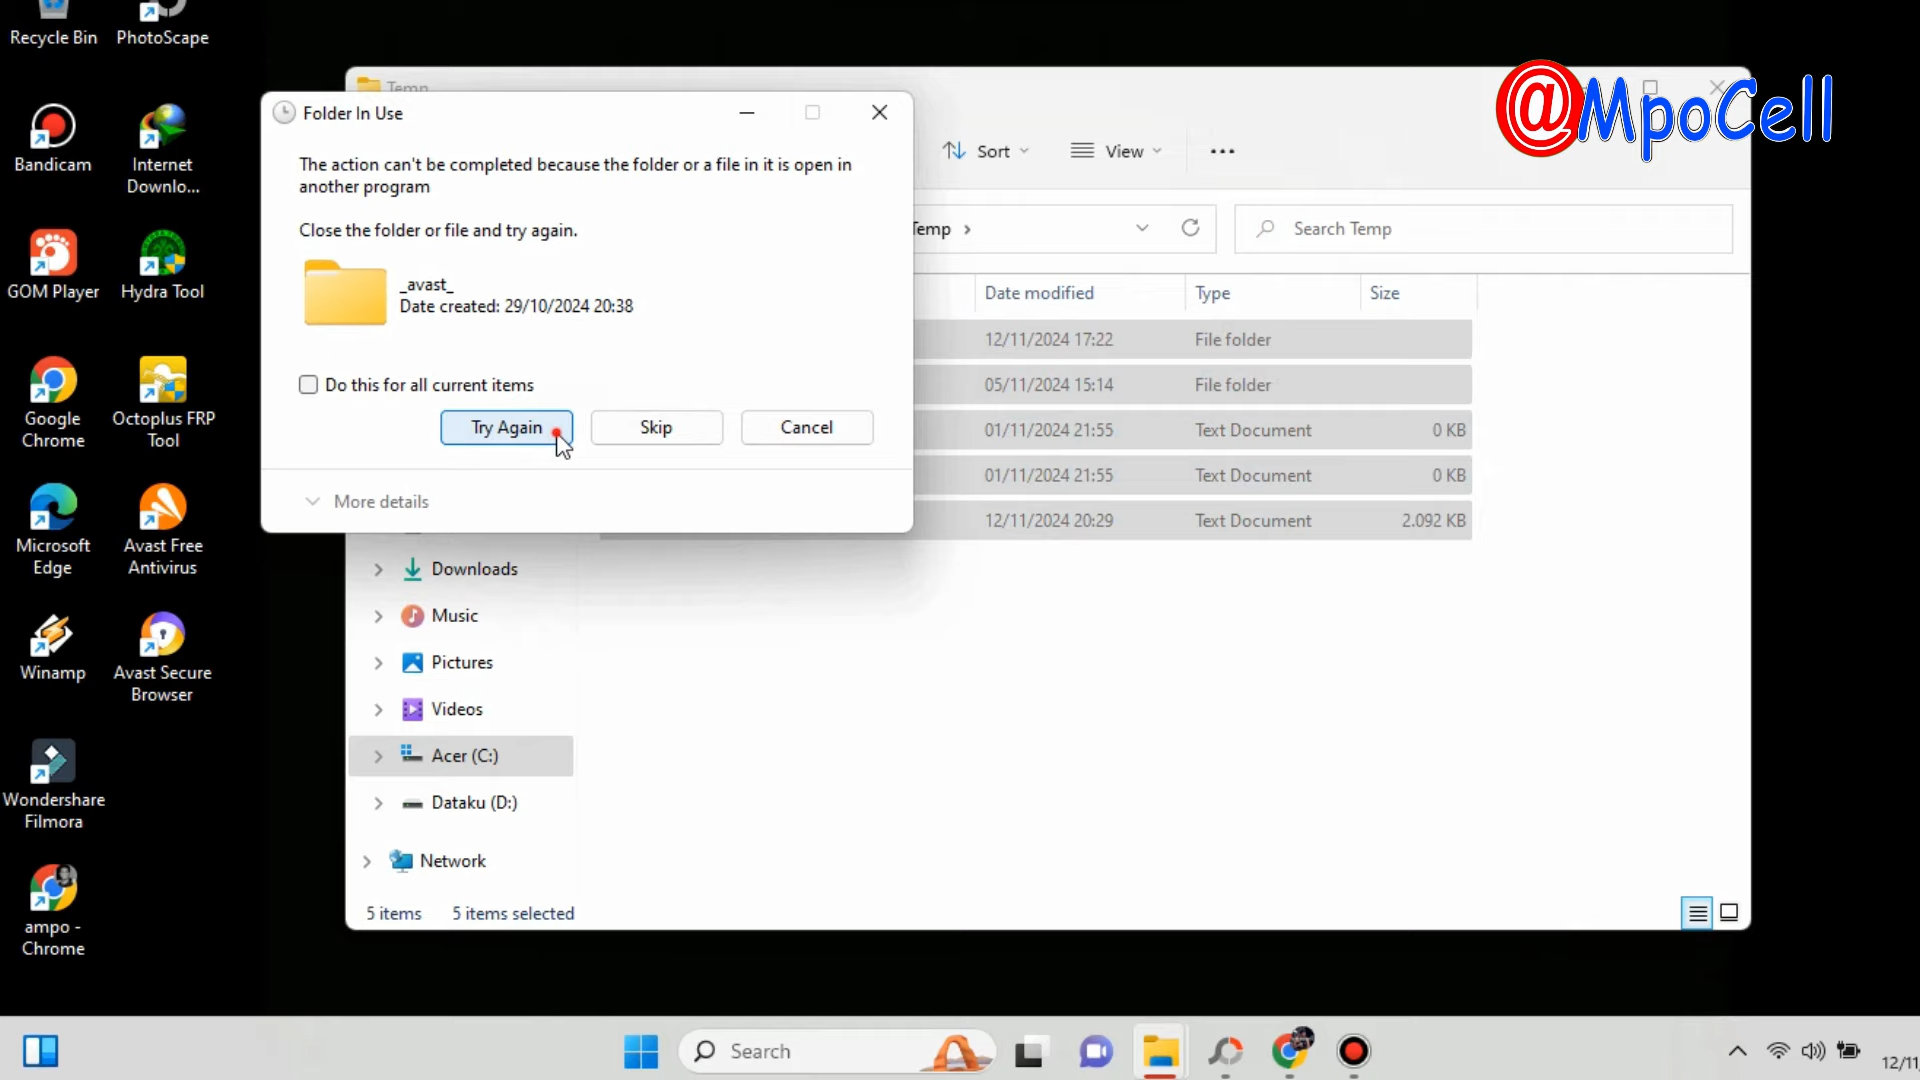 Recycle Bin
PhotoScape
Bandicam
Internet
Downlo...
GOM Player
Hydra Tool
Google
Chrome
Octoplus FRP
Tool
Microsoft
Edge
Avast Free
Antivirus
Winamp
Avast Secure
Browser
Wondershare
Filmora
ampo -
Chrome
Temp
@MpoCell
Folder In Use
The action can't be completed because the folder or a file in it is open in
another program
Close the folder or file and try again.
_avast_
Date created: 29/10/2024 20:38
Do this for all current items
Try Again
Skip
Cancel
More details
Sort
View
Temp
Search Temp
Date modified
Type
Size
12/11/2024 17:22
File folder
05/11/2024 15:14
File folder
01/11/2024 21:55
Text Document
0 KB
01/11/2024 21:55
Text Document
0 KB
12/11/2024 20:29
Text Document
2.092 KB
Downloads
Music
Pictures
Videos
Acer (C:)
Dataku (D:)
Network
5 items
5 items selected
Search
12/11